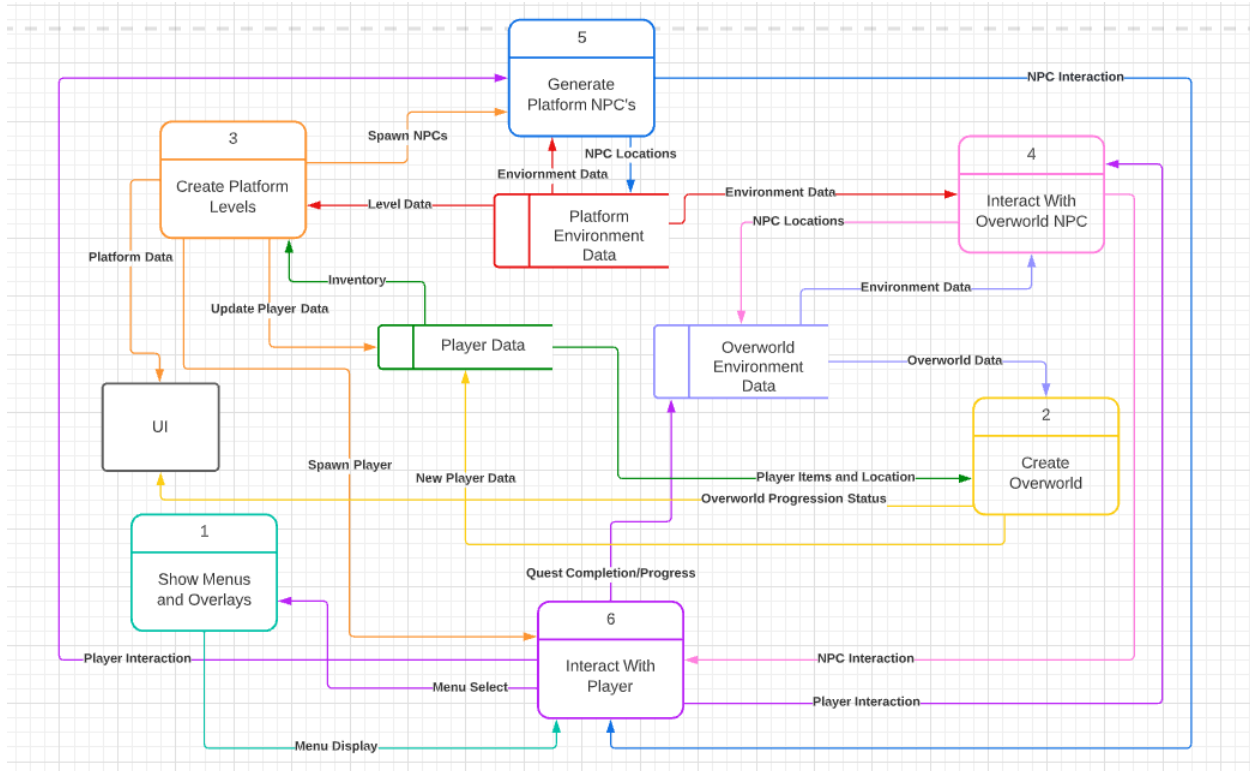 5
Generate
Platform NPC's
NPC Interaction
3
Create Platform
Levels
Spawn NPCs
NPC Locations
Enviornment Data
4
Interact With
Overworld NPC
Level Data
Platform
Environment
Data
Environment Data
NPC Locations
Platform Data
Inventory
Update Player Data
Environment Data
Player Data
Overworld
Environment
Data
Overworld Data
UI
2
Create
Overworld
Spawn Player
New Player Data
Player Items and Location
Overworld Progression Status
1
Show Menus
and Overlays
Quest Completion/Progress
6
Interact With
Player
Player Interaction
NPC Interaction
Menu Select
Player Interaction
Menu Display